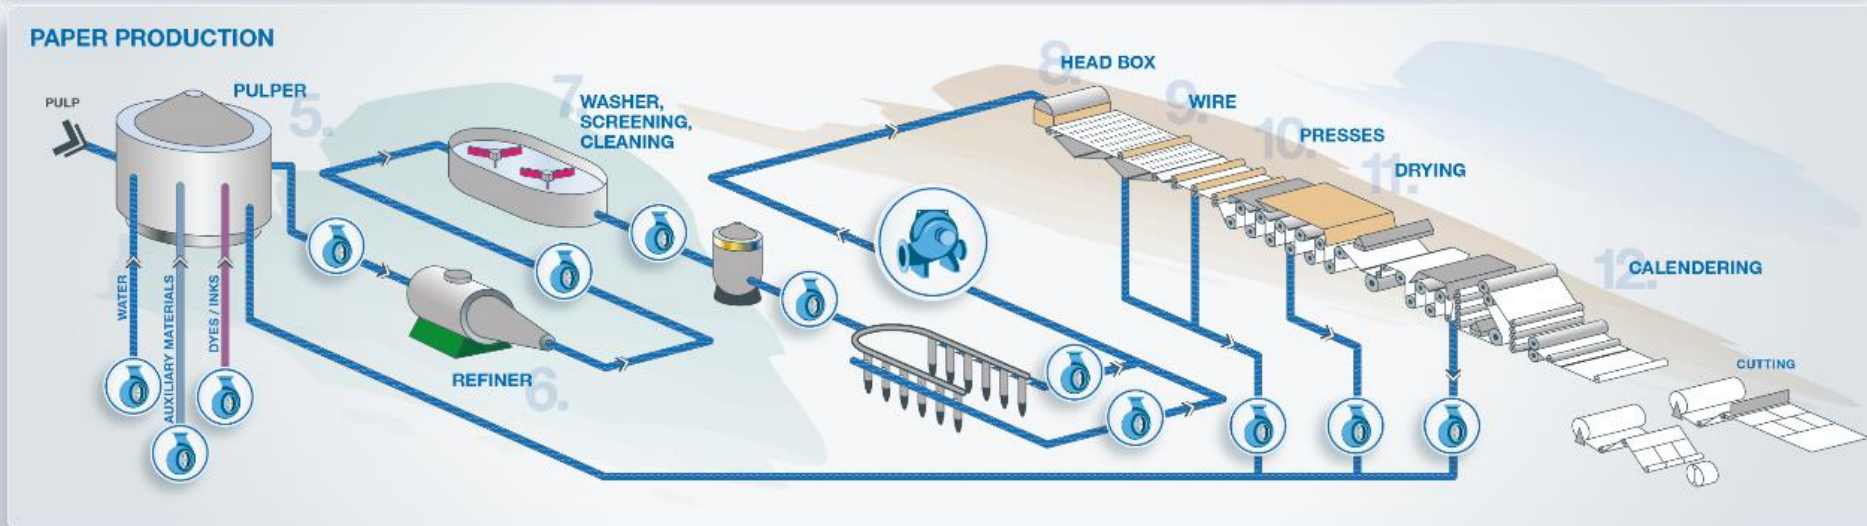 PAPER PRODUCTION
PULP
PULPER
5.
WATER
AUXILIARY MATERIALS
DYES / INKS
REFINER
6.
7.
WASHER,
SCREENING,
CLEANING
8.
HEAD BOX
9.
WIRE
10.
PRESSES
11.
DRYING
12.
CALENDERING
CUTTING